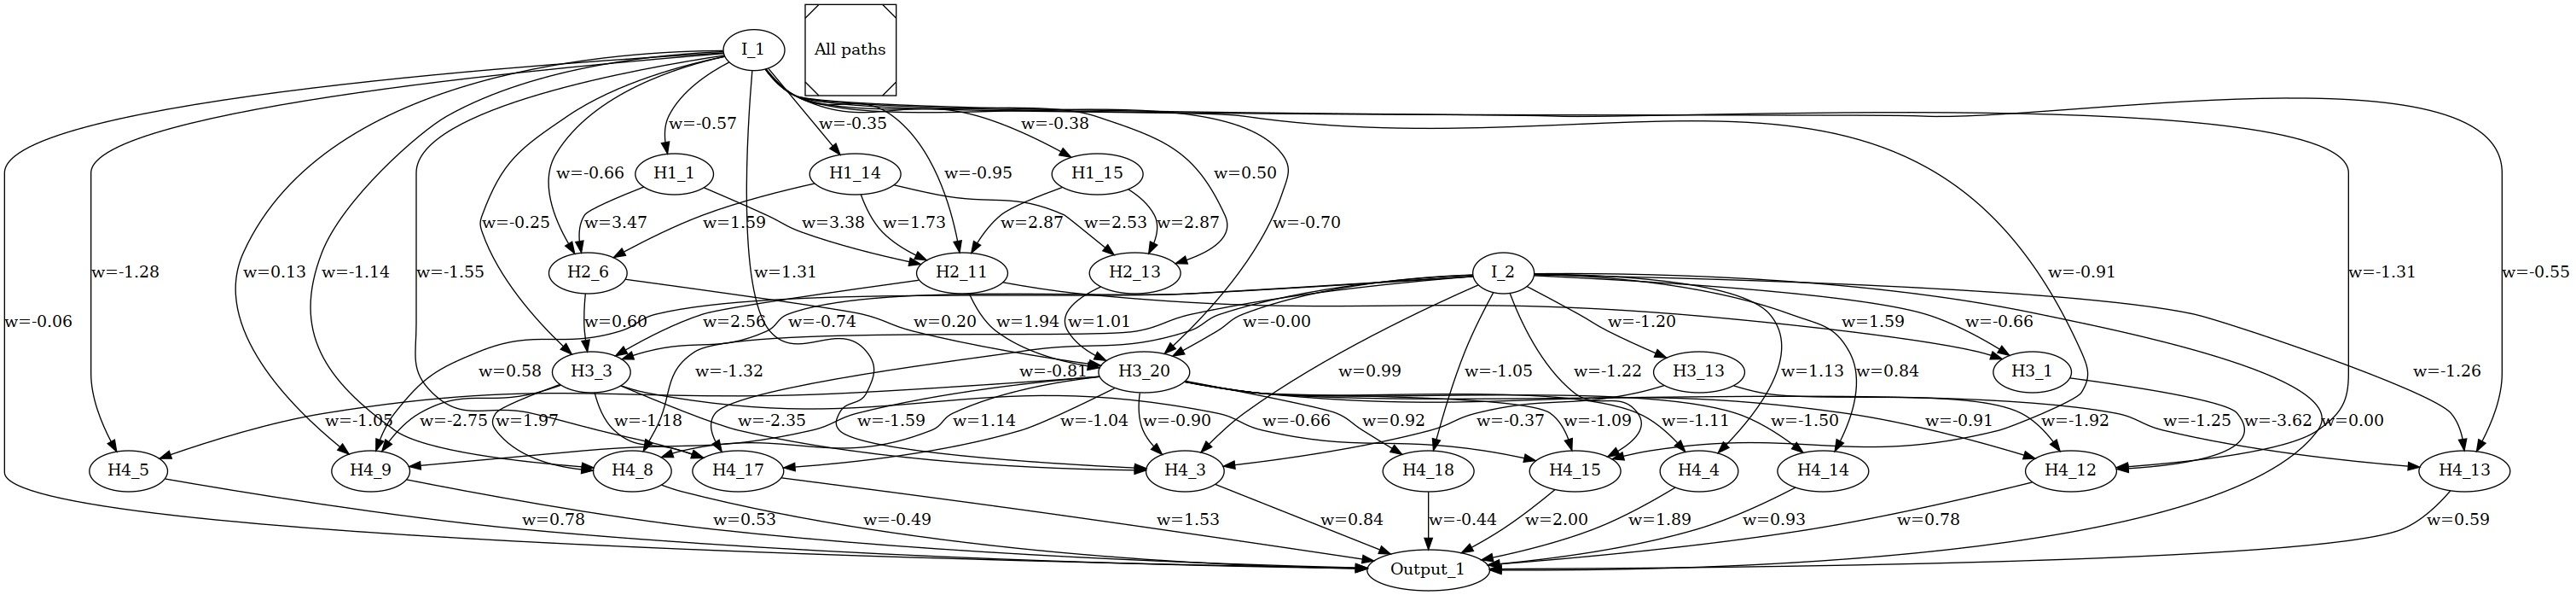 I_1
All paths
w=-0.57
w=-0.35
w=-0.38
w=-0.66
H1_1
H1_14
w=-0.95
H1_15
w=0.50
w=-0.25
w=3.47
w=1.59
w=3.38
w=1.73
w=2.87
w=2.53
w=2.87
w=-0.70
w=-1.28
w=0.13
w=-1.14
w=-1.55
H2_6
w=1.31
H2_11
H2_13
I_2
w=-0.91
w=-1.31
w=-0.55
w=-0.06
w=0.60
w=2.56
w=-0.74
w=0.20
w=1.94
w=1.01
w=-0.00
w=-1.20
w=1.59
w=-0.66
w=0.58
H3_3
w=-1.32
w=-0.81
H3_20
w=0.99
w=-1.05
w=-1.22
H3_13
w=1.13
w=0.84
H3_1
w=-1.26
w=-1.05
w=-2.75
w=1.97
w=-1.18
w=-2.35
w=-1.59
w=1.14
w=-1.04
w=-0.90
w=-0.66
w=0.92
w=-0.37
w=-1.09
w=-1.11
w=-1.50
w=-0.91
w=-1.92
w=-1.25
w=-3.62
w=0.00
H4_5
H4_9
H4_8
H4_17
H4_3
H4_18
H4_15
H4_4
H4_14
H4_12
H4_13
w=0.78
w=0.53
w=-0.49
w=1.53
w=0.84
w=-0.44
w=2.00
w=1.89
w=0.93
w=0.78
w=0.59
Output_1